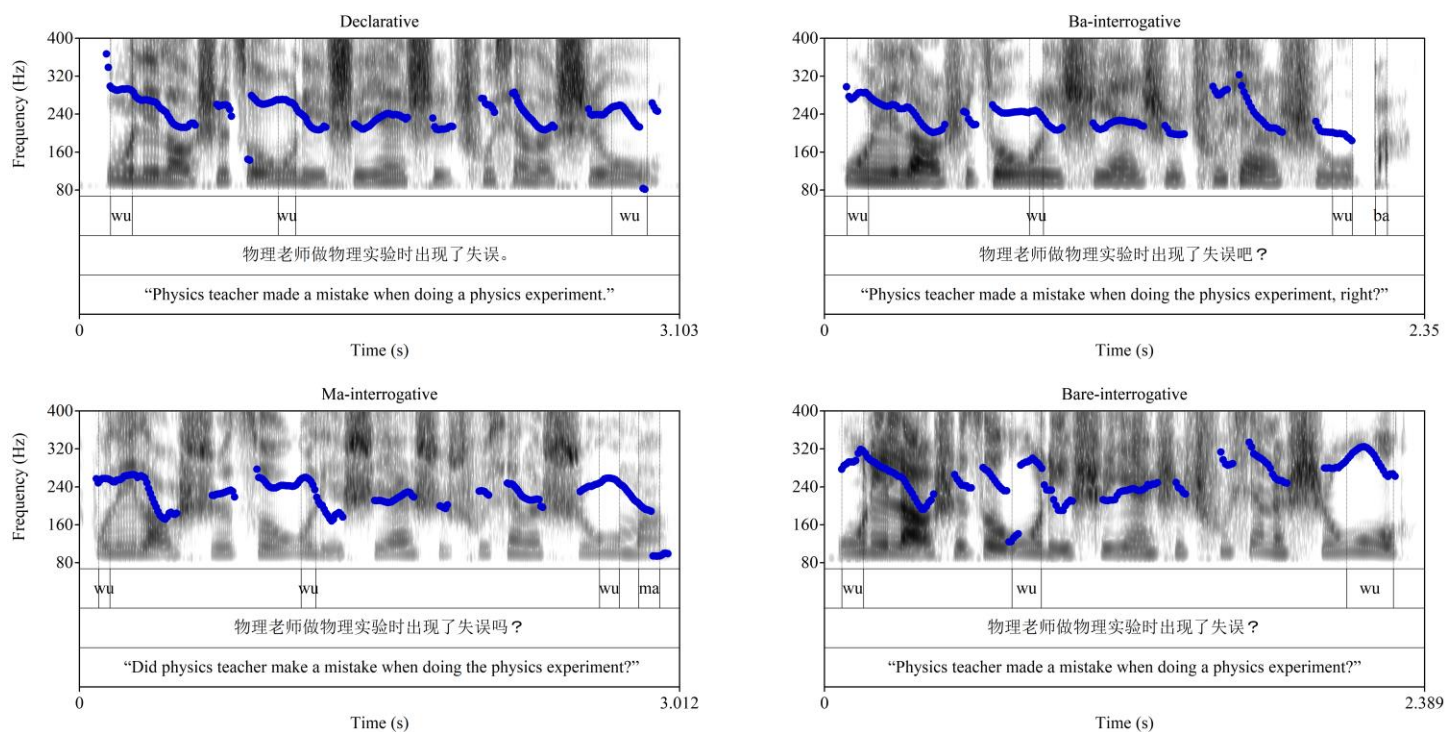 Declarative
Frequency (Hz)
400
320
240
160
80
wu
wu
wu
物理老师做物理实验时出现了失误。
“Physics teacher made a mistake when doing a physics experiment.”
0
3.103
Time (s)
Ba-interrogative
400
320
240
160
80
wu
wu
wu
ba
物理老师做物理实验时出现了失误吧？
“Physics teacher made a mistake when doing the physics experiment, right?”
0
2.35
Time (s)
Ma-interrogative
Frequency (Hz)
400
320
240
160
80
wu
wu
wu
ma
物理老师做物理实验时出现了失误吗？
“Did physics teacher make a mistake when doing the physics experiment?”
0
3.012
Time (s)
Bare-interrogative
400
320
240
160
80
wu
wu
wu
物理老师做物理实验时出现了失误？
“Physics teacher made a mistake when doing a physics experiment?”
0
2.389
Time (s)